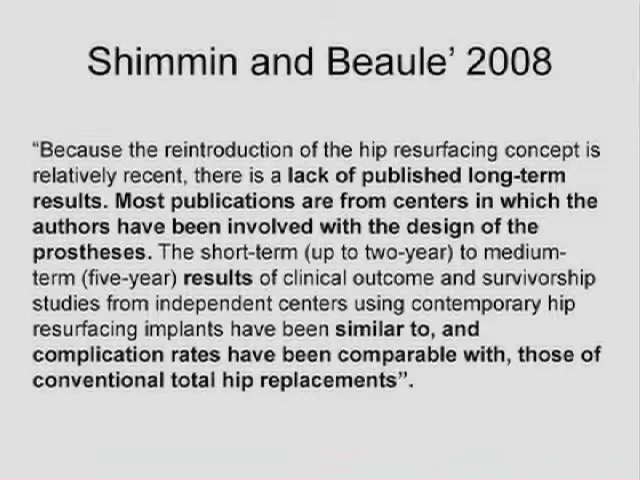 Shimmin and Beaule’ 2008
“Because the reintroduction of the hip resurfacing concept is
relatively recent, there is a lack of published long-term
results. Most publications are from centers in which the
authors have been involved with the design of the
prostheses. The short-term (up to two-year) to medium-
term (five-year) results of clinical outcome and survivorship
studies from independent centers using contemporary hip
resurfacing implants have been similar to, and
complication rates have been comparable with, those of
conventional total hip replacements”.